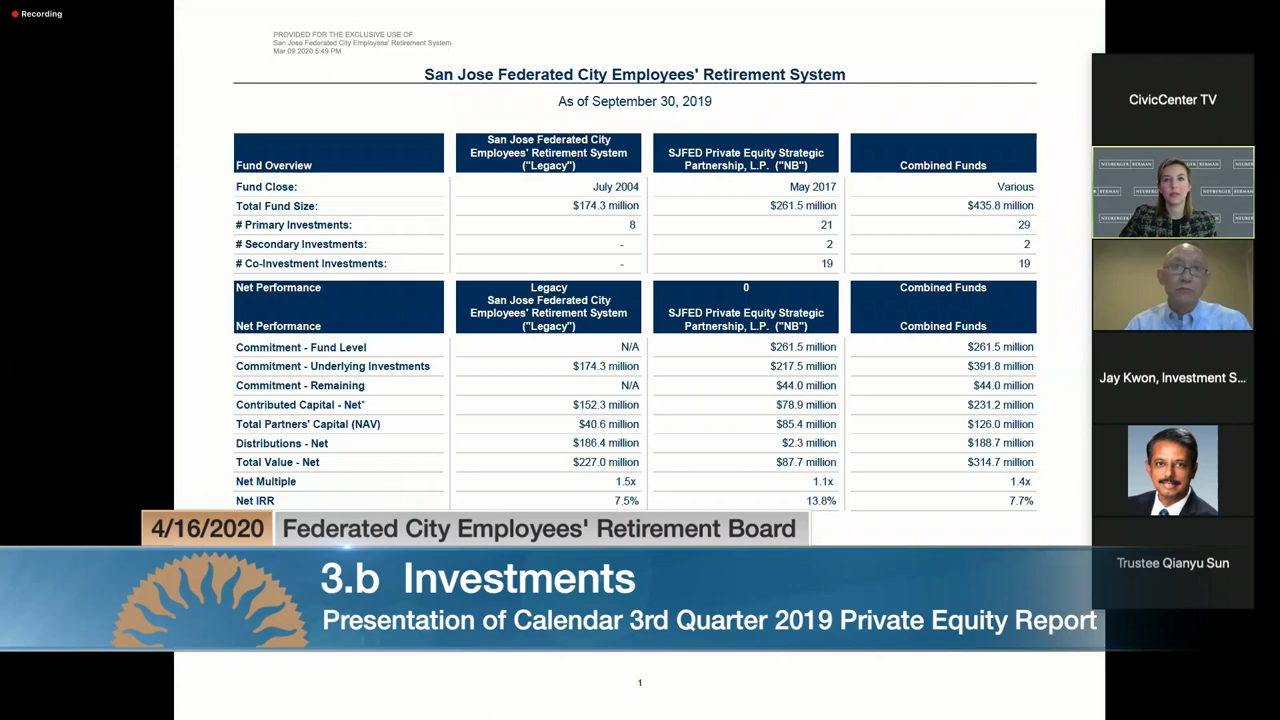 Recording
PROVIDED FOR THE EXCLUSIVE USE OF
San Jose Federated City Employees' Retirement System
Mar 09 2020 5:49 PM
San Jose Federated City Employees' Retirement System
As of September 30, 2019
Fund Overview
San Jose Federated City
Employees' Retirement System
("Legacy")
SJFED Private Equity Strategic
Partnership, L.P. ("NB")
Combined Funds
Fund Close: July 2004 May 2017 Various
Total Fund Size: $174.3 million $261.5 million $435.8 million
# Primary Investments: 8 21 29
# Secondary Investments: - 2 2
# Co-Investment Investments: - 19 19
Net Performance Legacy 0 Combined Funds
Net Performance
San Jose Federated City
Employees' Retirement System
("Legacy")
SJFED Private Equity Strategic
Partnership, L.P. ("NB")
Combined Funds
Commitment - Fund Level N/A $261.5 million $261.5 million
Commitment - Underlying Investments $174.3 million $217.5 million $391.8 million
Commitment - Remaining N/A $44.0 million $44.0 million
Contributed Capital - Net* $152.3 million $78.9 million $231.2 million
Total Partners' Capital (NAV) $40.6 million $85.4 million $126.0 million
Distributions - Net $186.4 million $2.3 million $188.7 million
Total Value - Net $227.0 million $87.7 million $314.7 million
Net Multiple 1.5x 1.1x 1.4x
Net IRR 7.5% 13.8% 7.7%
4/16/2020 Federated City Employees' Retirement Board
3.b Investments
Presentation of Calendar 3rd Quarter 2019 Private Equity Report
1
CivicCenter TV
NEUBERGER BERMAN
Jay Kwon, Investment S...
Trustee Qianyu Sun